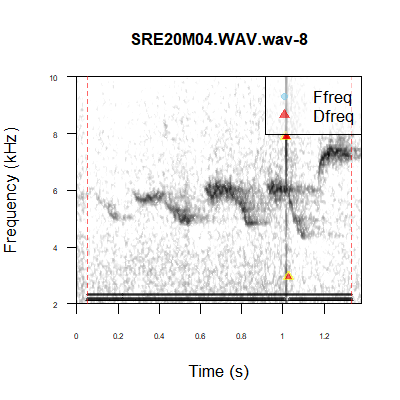 SRE20M04.WAV.wav-8
Frequency (kHz)
10
8
6
4
2
Ffreq
Dfreq
0 0.2 0.4 0.6 0.8 1 1.2
Time (s)